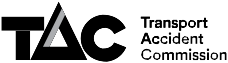 TAC
Transport
Accident
Commission